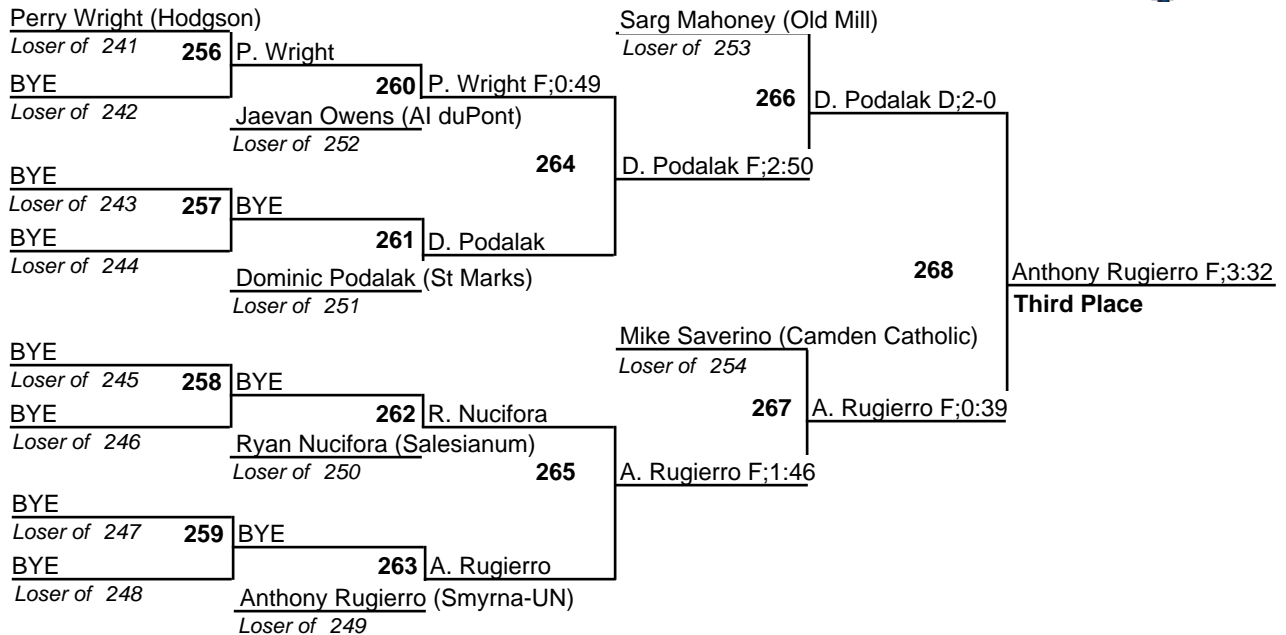 Perry Wright (Hodgson)
Loser of 241
256
P. Wright
BYE
Loser of 242
260
P. Wright F;0:49
Jaevan Owens (AI duPont)
Loser of 252
BYE
Loser of 243
257
BYE
BYE
Loser of 244
261
D. Podalak
Dominic Podalak (St Marks)
Loser of 251
264
D. Podalak F;2:50
Sarg Mahoney (Old Mill)
Loser of 253
266
D. Podalak D;2-0
BYE
Loser of 245
258
BYE
BYE
Loser of 246
262
R. Nucifora
Ryan Nucifora (Salesianum)
Loser of 250
BYE
Loser of 247
259
BYE
BYE
Loser of 248
263
A. Rugierro
Anthony Rugierro (Smyrna-UN)
Loser of 249
265
A. Rugierro F;1:46
Mike Saverino (Camden Catholic)
Loser of 254
267
A. Rugierro F;0:39
268
Anthony Rugierro F;3:32
Third Place